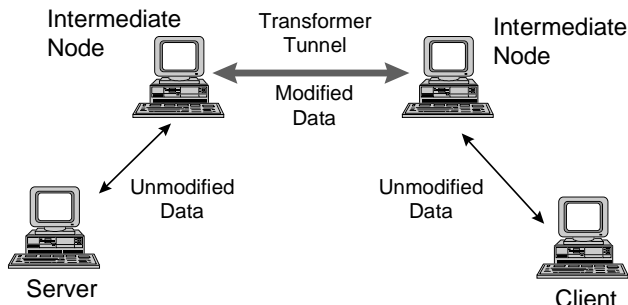 Intermediate
Node
Transformer
Tunnel
Intermediate
Node
Modified
Data
Unmodified
Data
Unmodified
Data
Server
Client